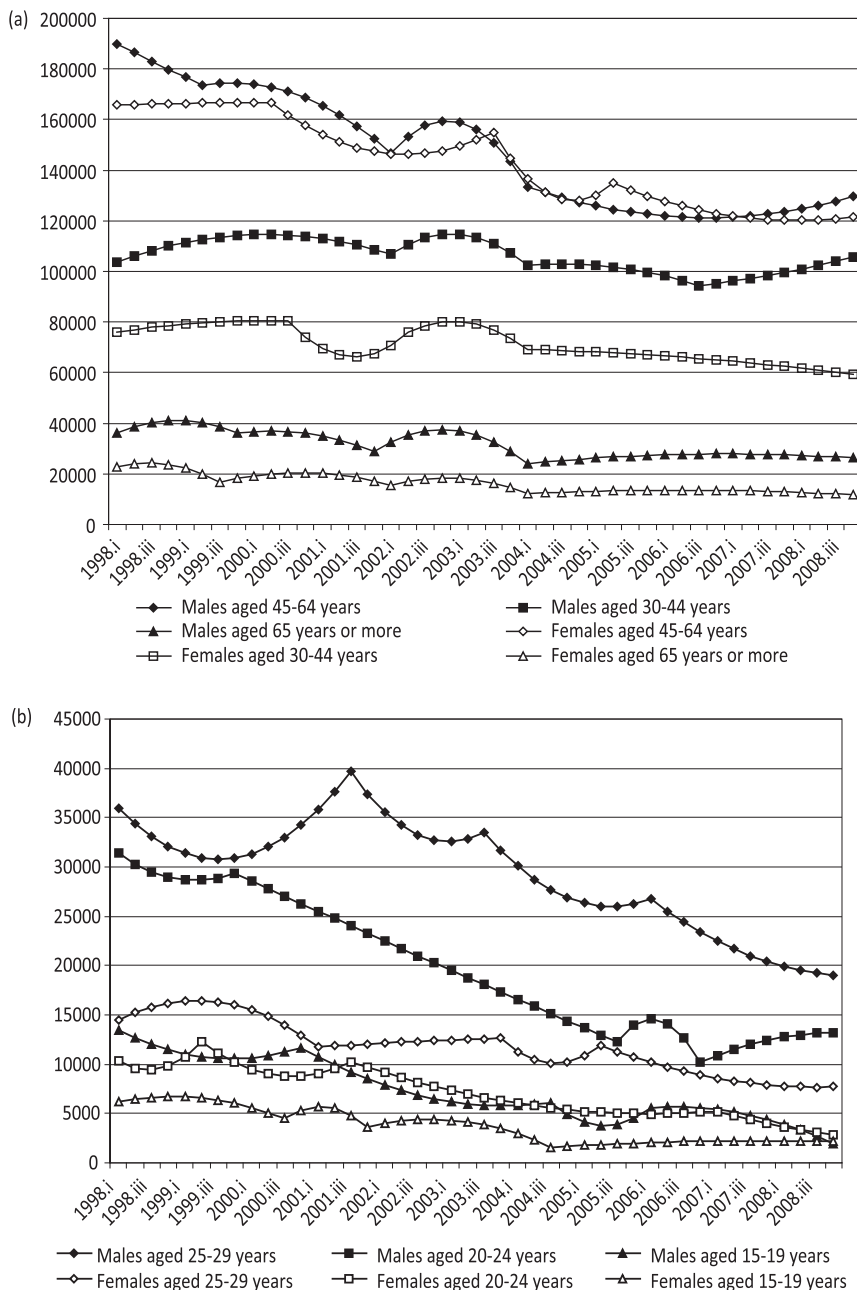 (a)
200000
180000
160000
140000
120000
100000
80000
60000
40000
20000
0
1998.i
1998.iii
1999.i
1999.iii
2000.i
2000.iii
2001.i
2001.iii
2002.i
2002.iii
2003.i
2003.iii
2004.i
2004.iii
2005.i
2005.iii
2006.i
2006.iii
2007.i
2007.iii
2008.i
2008.iii
Males aged 45-64 years Males aged 30-44 years
Males aged 65 years or more Females aged 45-64 years
Females aged 30-44 years Females aged 65 years or more
(b)
45000
40000
35000
30000
25000
20000
15000
10000
5000
0
1998.i
1998.iii
1999.i
1999.iii
2000.i
2000.iii
2001.i
2001.iii
2002.i
2002.iii
2003.i
2003.iii
2004.i
2004.iii
2005.i
2005.iii
2006.i
2006.iii
2007.i
2007.iii
2008.i
2008.iii
Males aged 25-29 years Males aged 20-24 years Males aged 15-19 years
Females aged 25-29 years Females aged 20-24 years Females aged 15-19 years